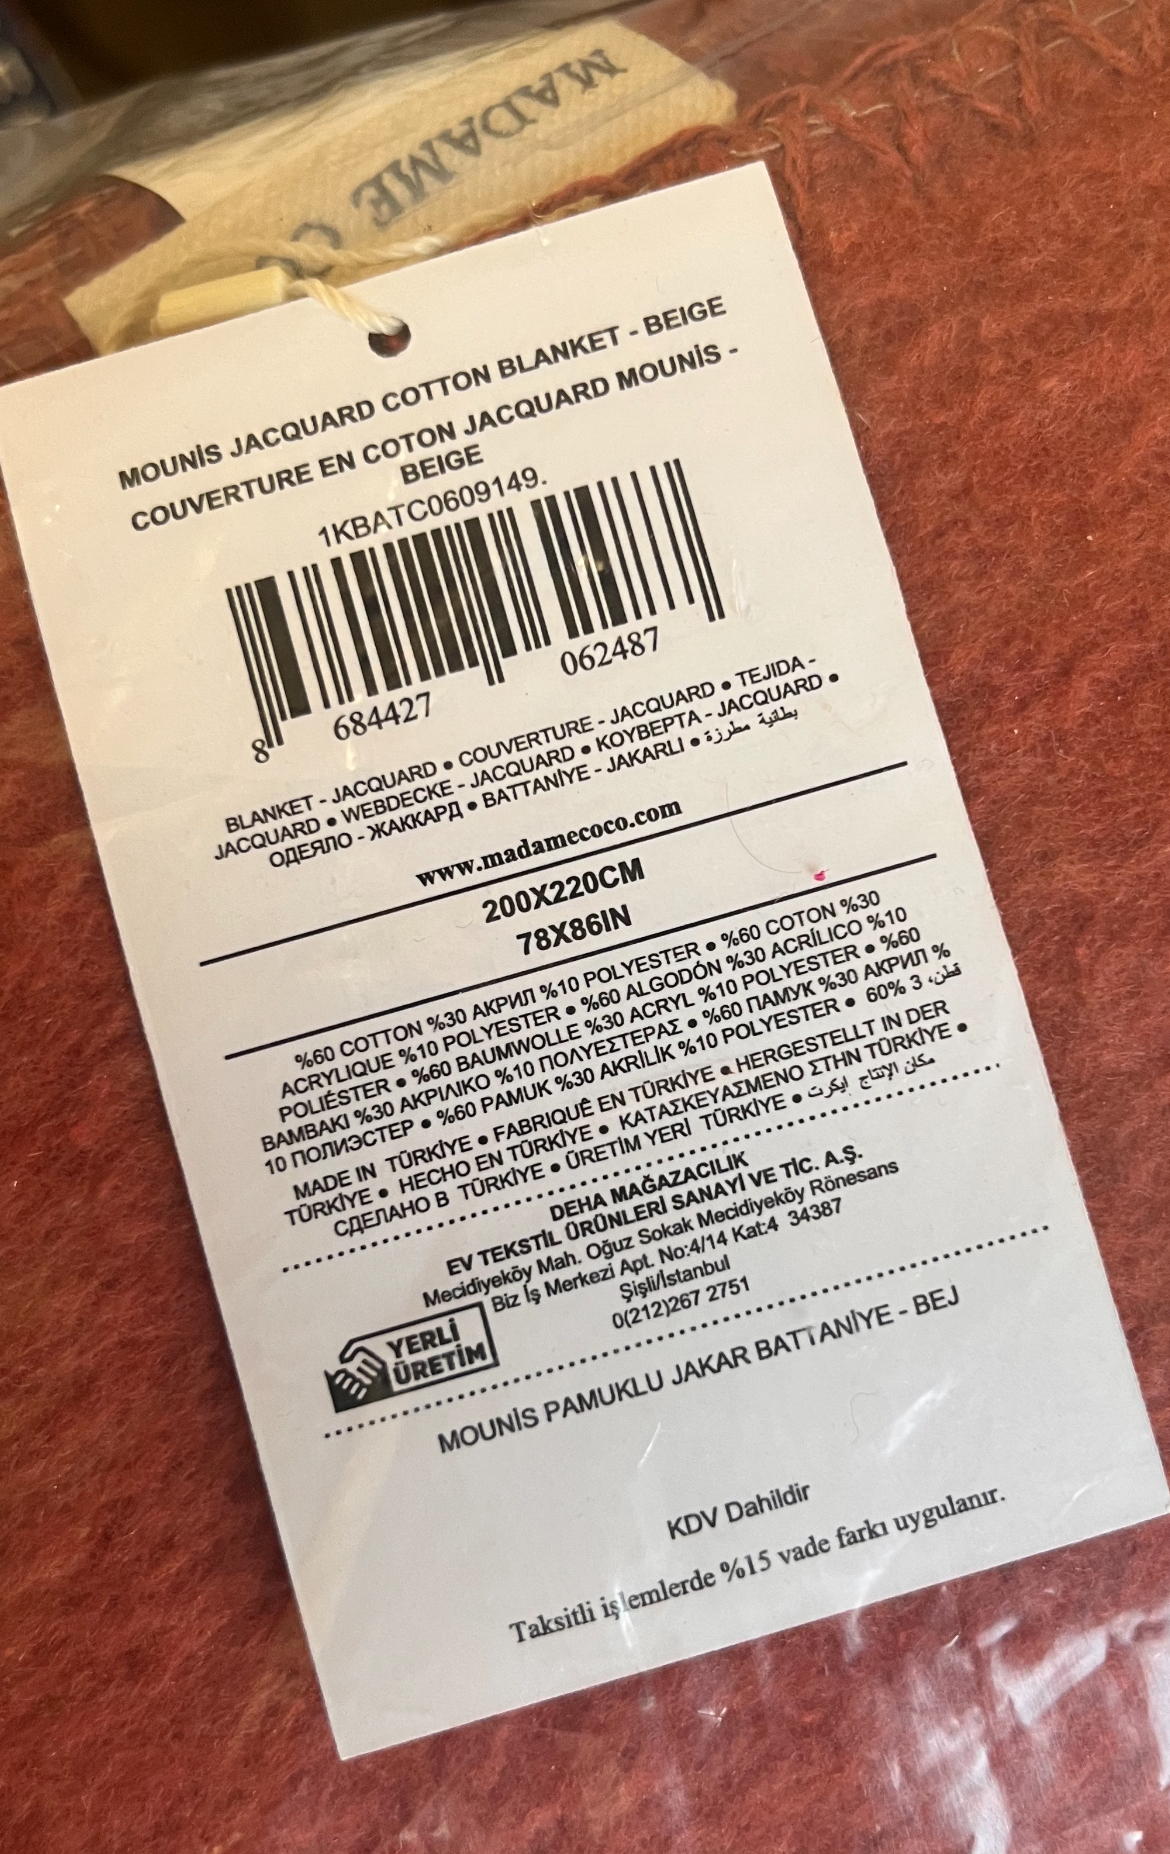 MADAME CO
MOUNİS JACQUARD COTTON BLANKET - BEIGE
COUVERTURE EN COTON JACQUARD MOUNİS -
BEIGE
1KBATC0609149.
8 684427 062487
BLANKET - JACQUARD ● COUVERTURE - JACQUARD ● TEJIDA -
JACQUARD ● WEBDECKE - JACQUARD ● ΚΟΥΒΕΡΤΑ - JACQUARD ●
ОДЕЯЛО - ЖАККАРД ● BATTANİYE - JAKARLI ● بطانية مطرزة
www.madamecoco.com
200X220CM
78X86IN
%60 COTTON %30 АКРИЛ %10 POLYESTER ● %60 COTON %30
ACRYLIQUE %10 POLYESTER ● %60 ALGODÓN %30 ACRÍLICO %10
POLIÉSTER ● %60 BAUMWOLLE %30 ACRYL %10 POLYESTER ● %60
ΒΑΜΒΑΚΙ %30 ΑΚΡΙΛΙΚΟ %10 ΠΟΛΥΕΣΤΕΡΑΣ ● %60 ПАМУК %30 АКРИЛ %
10 ПОЛИЭСТЕР ● %60 PAMUK %30 AKRİLİK %10 POLYESTER ● 60% قطن، 3
MADE IN TÜRKİYE ● FABRIQUÊ EN TÜRKİYE ● HERGESTELLT IN DER
TÜRKİYE ● HECHO EN TÜRKİYE ● ΚΑΤΑΣΚΕΥΑΣΜΕΝΟ ΣΤΗΝ TÜRKİYE ●
СДЕЛАНО В TÜRKİYE ● ÜRETİM YERİ TÜRKİYE ● مكان الإنتاج ايكرت
DEHA MAĞAZACILIK
EV TEKSTİL ÜRÜNLERİ SANAYİ VE TİC. A.Ş.
Mecidiyeköy Mah. Oğuz Sokak Mecidiyeköy Rönesans
Biz İş Merkezi Apt. No:4/14 Kat:4 34387
Şişli/İstanbul
0(212)267 2751
YERLİ
ÜRETİM
MOUNİS PAMUKLU JAKAR BATTANİYE - BEJ
KDV Dahildir
Taksitli işlemlerde %15 vade farkı uygulanır.